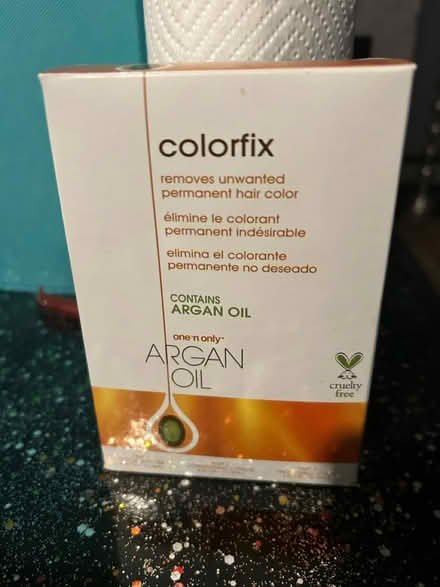 colorfix
removes unwanted
permanent hair color
élimine le colorant
permanent indésirable
elimina el colorante
permanente no deseado
CONTAINS
ARGAN OIL
one 'n only™
ARGAN
OIL
cruelty
free